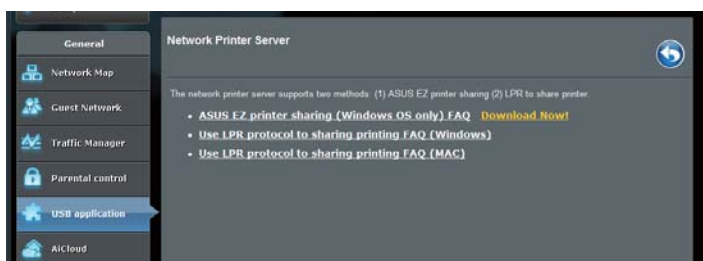 General
Network Map
Guest Network
Traffic Manager
Parental control
USB application
AiCloud
Network Printer Server
The network printer server supports two methods: (1) ASUS EZ printer sharing (2) LPR to share printer.
ASUS EZ printer sharing (Windows OS only) FAQ Download Now!
Use LPR protocol to sharing printing FAQ (Windows)
Use LPR protocol to sharing printing FAQ (MAC)